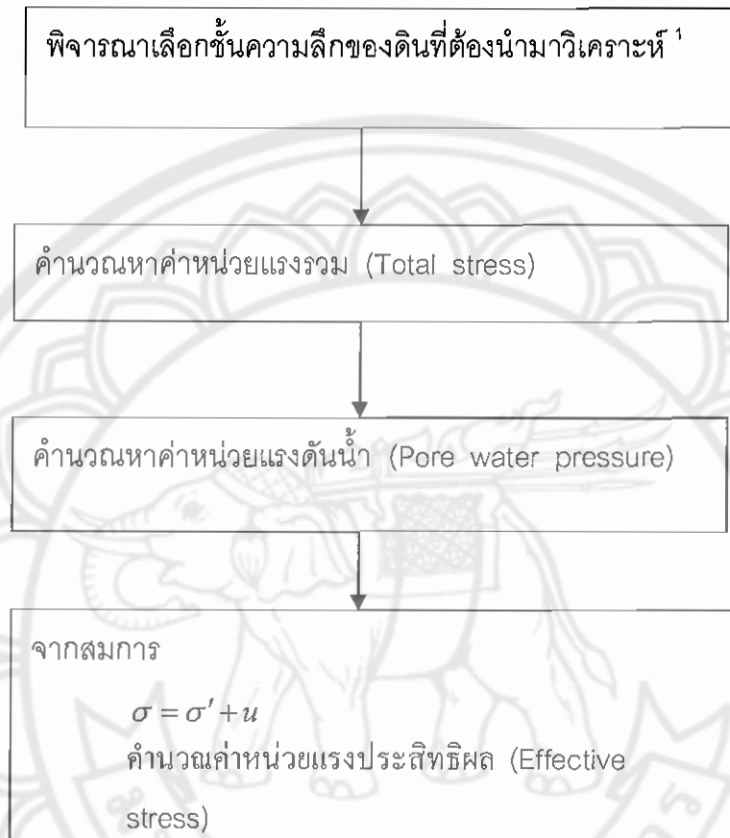 พิจารณาเลือกชั้นความลึกของดินที่ต้องนำมาวิเคราะห์ ¹
คำนวณหาค่าหน่วยแรงรวม (Total stress)
คำนวณหาค่าหน่วยแรงดันน้ำ (Pore water pressure)
จากสมการ
σ = σ′ + u
คำนวณค่าหน่วยแรงประสิทธิผล (Effective
stress)